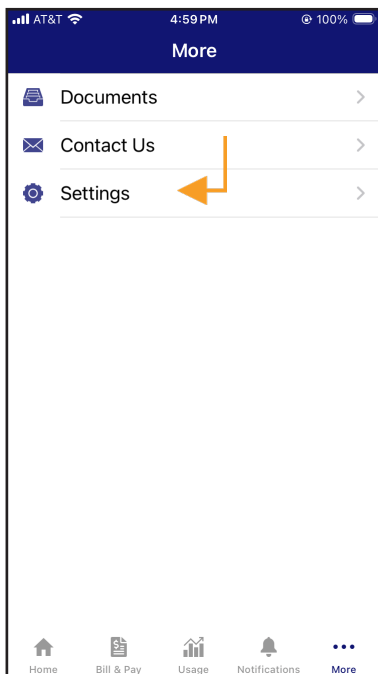 AT&T 4:59 PM 100%
More
Documents
Contact Us
Settings
Home Bill & Pay Usage Notifications More